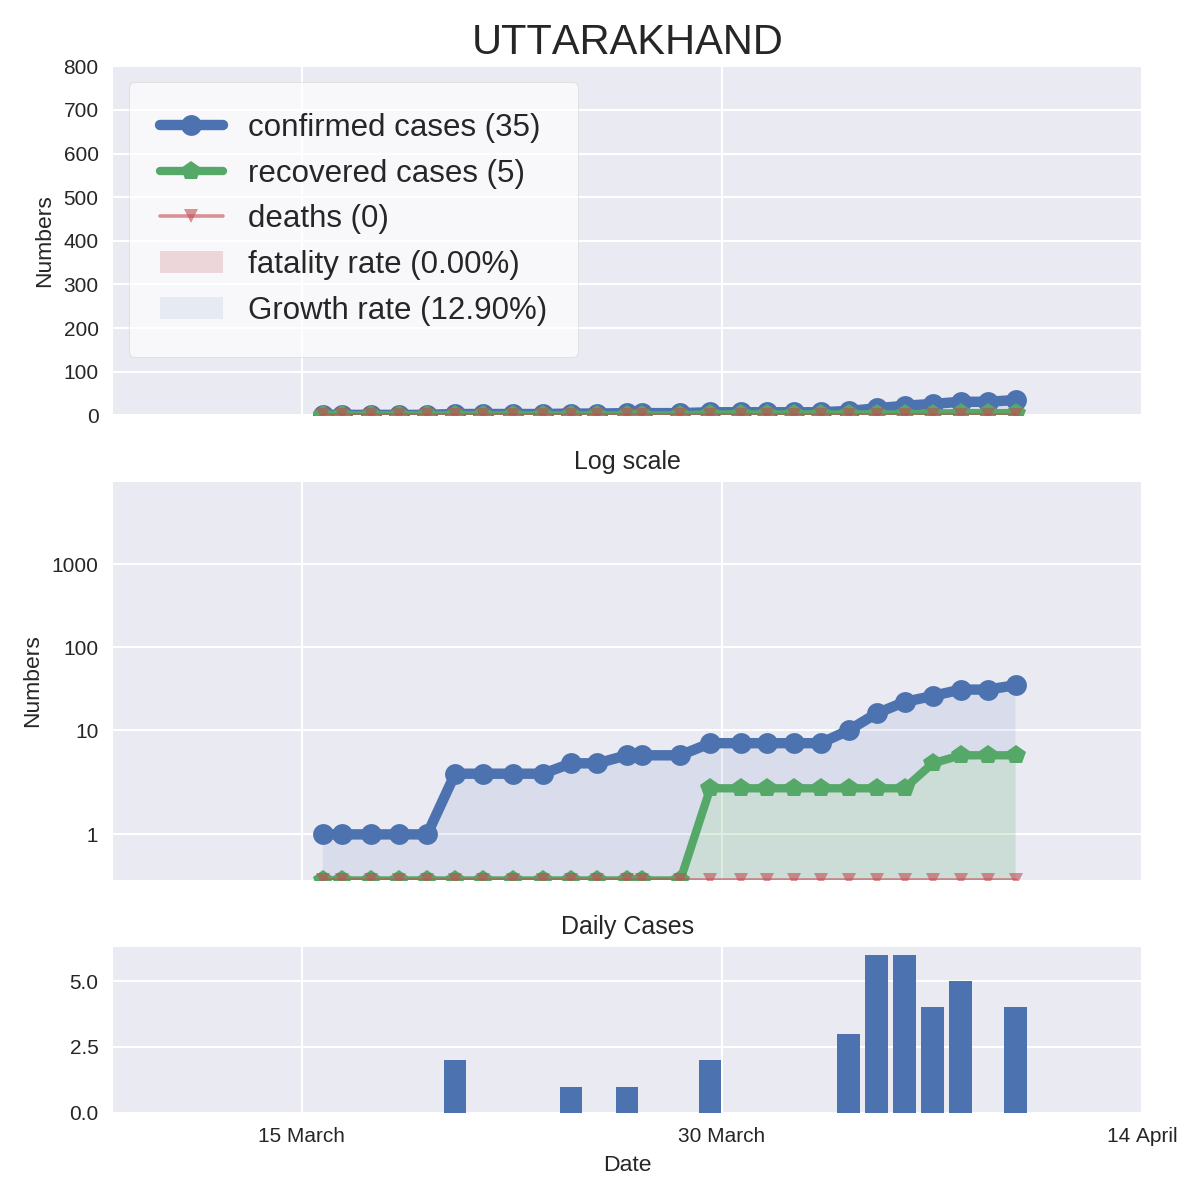 UTTARAKHAND
800
700
600
500
400
300
200
100
0
Numbers
confirmed cases (35)
recovered cases (5)
deaths (0)
fatality rate (0.00%)
Growth rate (12.90%)
Log scale
1000
100
10
1
Numbers
Daily Cases
5.0
2.5
0.0
15 March
30 March
14 April
Date